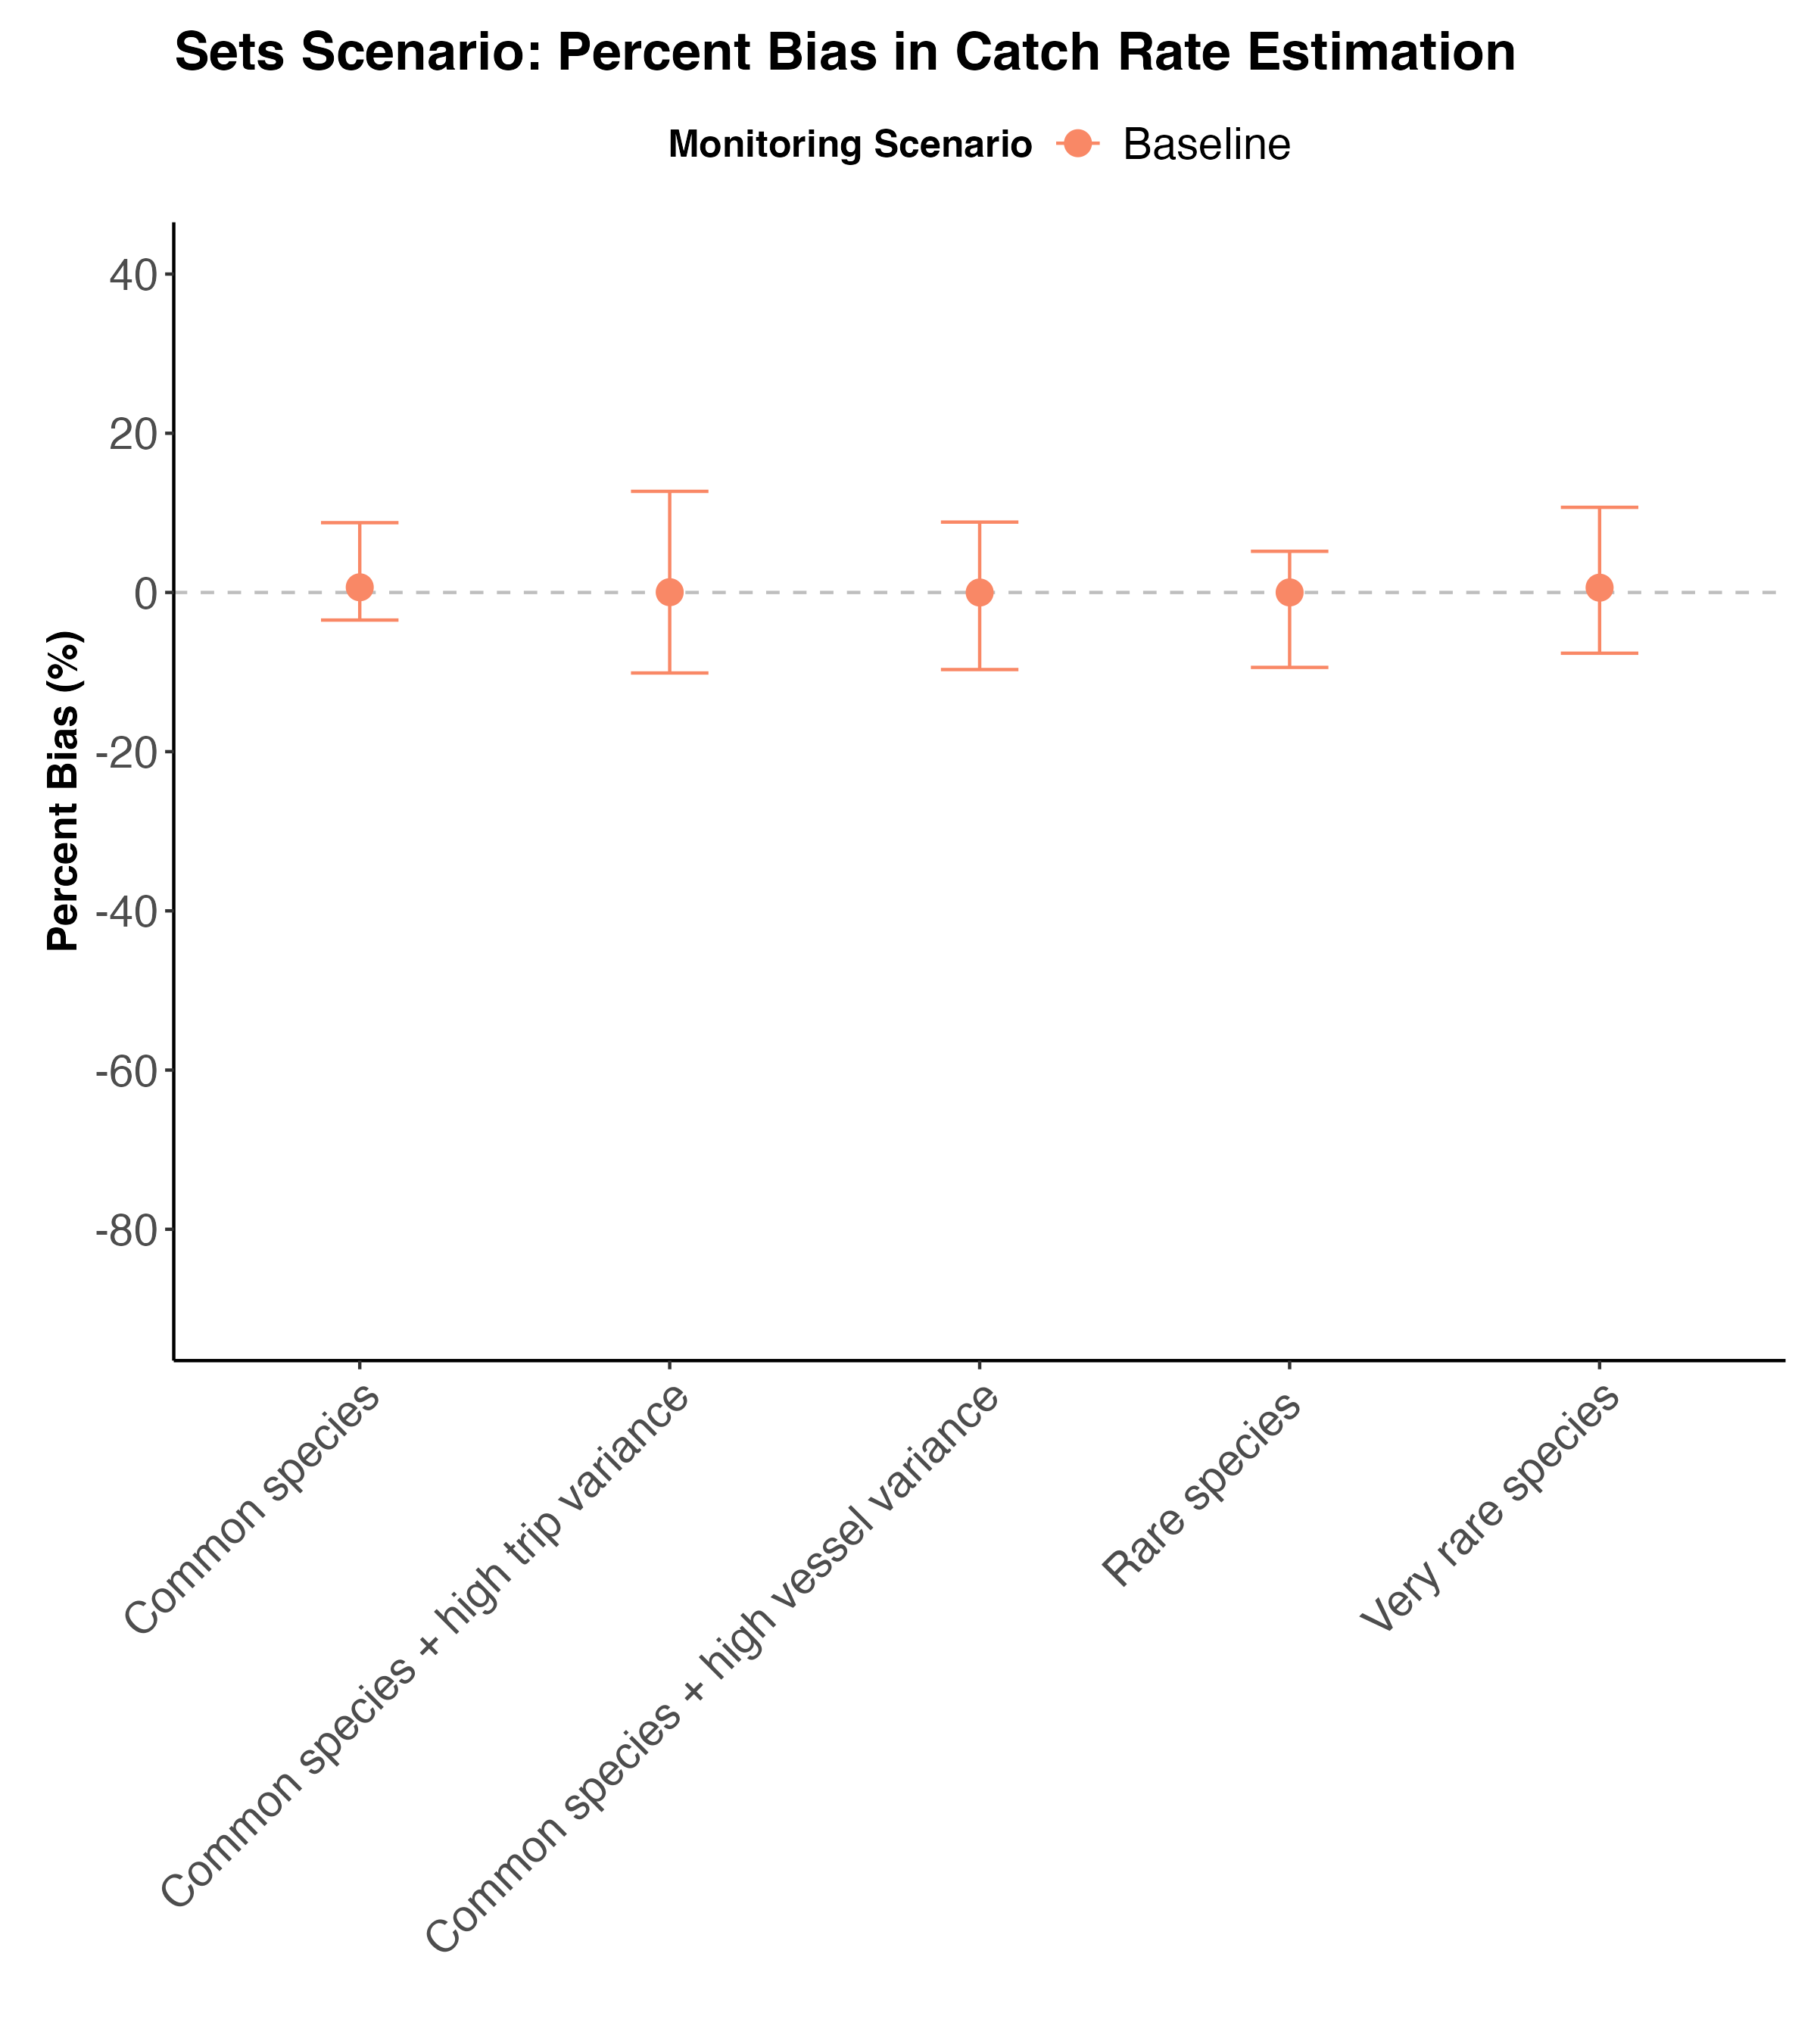 Sets Scenario: Percent Bias in Catch Rate Estimation
Monitoring Scenario Baseline
Percent Bias (%)
40
20
0
-20
-40
-60
-80
Common species
Common species + high trip variance
Common species + high vessel variance
Rare species
Very rare species